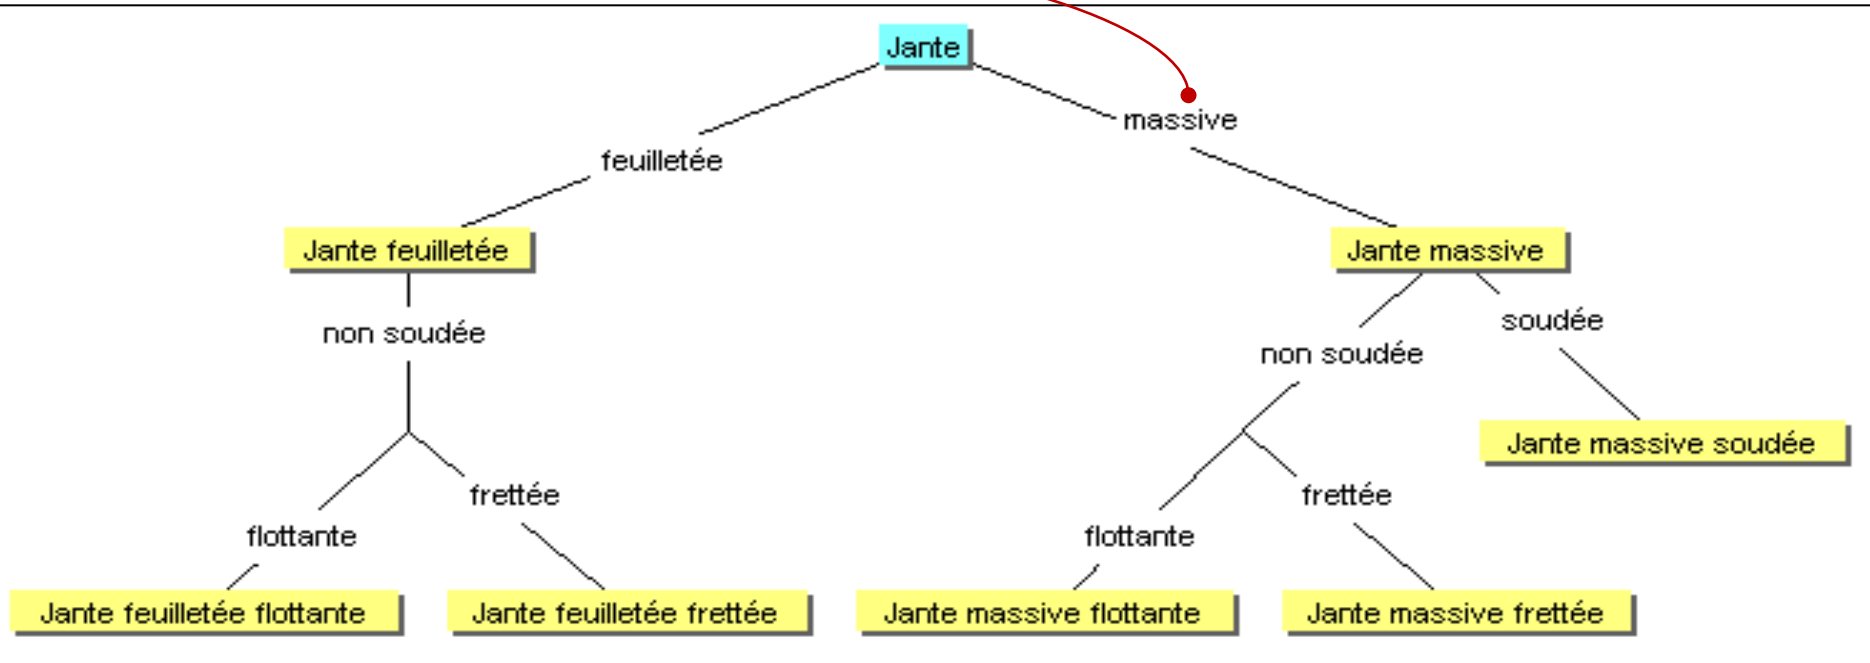 Jante
massive
feuilletée
Jante feuilletée
Jante massive
non soudée
soudée
non soudée
Jante massive soudée
frettée
frettée
flottante
flottante
Jante feuilletée flottante
Jante feuilletée frettée
Jante massive flottante
Jante massive frettée